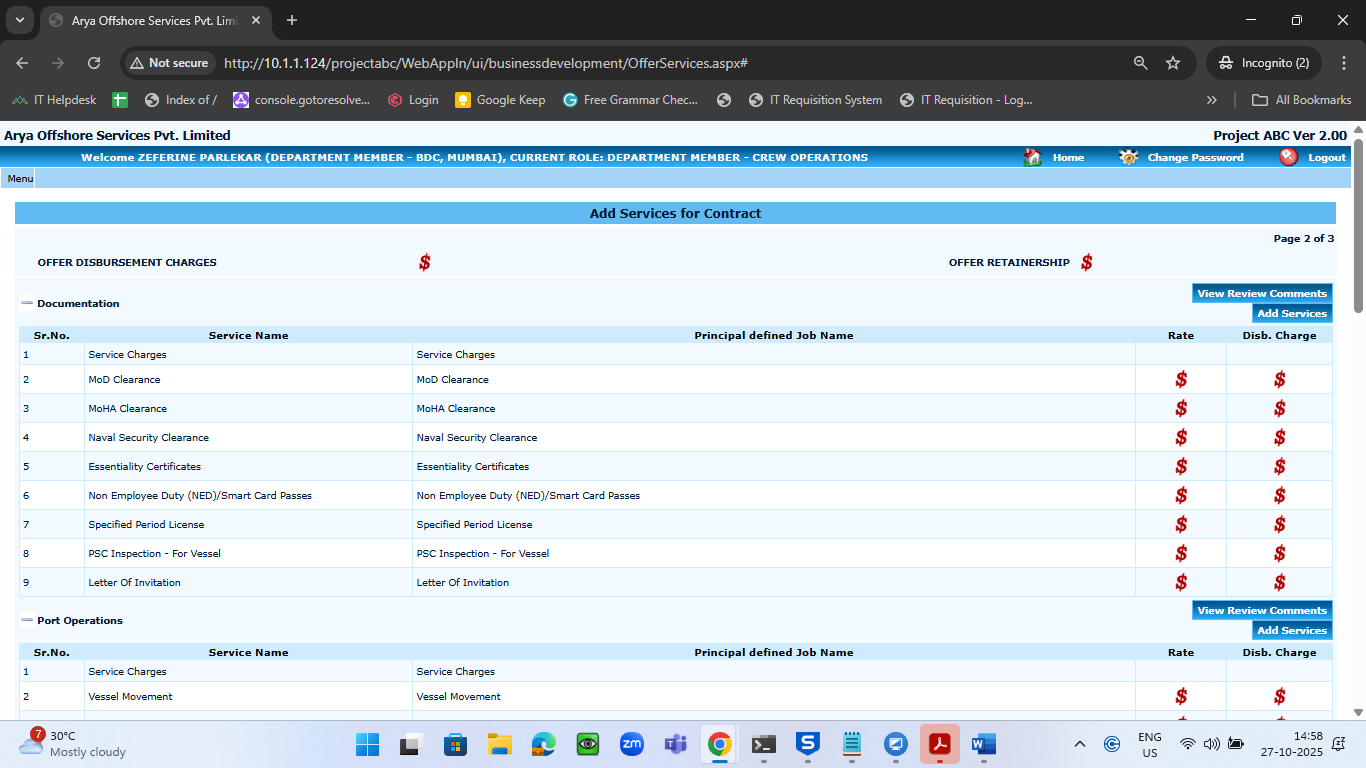 Arya Offshore Services Pvt. Limi
Not secure
http://10.1.1.124/projectabc/WebAppIn/ui/businessdevelopment/OfferServices.aspx#
Incognito (2)
IT Helpdesk
Index of /
console.gotoresolve...
Login
Google Keep
Free Grammar Chec...
IT Requisition System
IT Requisition - Log...
All Bookmarks
Arya Offshore Services Pvt. Limited
Project ABC Ver 2.00
Welcome ZEFERINE PARLEKAR (DEPARTMENT MEMBER - BDC, MUMBAI), CURRENT ROLE: DEPARTMENT MEMBER - CREW OPERATIONS
Home
Change Password
Logout
Menu
Add Services for Contract
Page 2 of 3
OFFER DISBURSEMENT CHARGES $
OFFER RETAINERSHIP $
View Review Comments
Documentation
Add Services
Sr.No. Service Name Principal defined Job Name Rate Disb. Charge
1 Service Charges Service Charges
2 MoD Clearance MoD Clearance $ $
3 MoHA Clearance MoHA Clearance $ $
4 Naval Security Clearance Naval Security Clearance $ $
5 Essentiality Certificates Essentiality Certificates $ $
6 Non Employee Duty (NED)/Smart Card Passes Non Employee Duty (NED)/Smart Card Passes $ $
7 Specified Period License Specified Period License $ $
8 PSC Inspection - For Vessel PSC Inspection - For Vessel $ $
9 Letter Of Invitation Letter Of Invitation $ $
View Review Comments
Port Operations
Add Services
Sr.No. Service Name Principal defined Job Name Rate Disb. Charge
1 Service Charges Service Charges
2 Vessel Movement Vessel Movement $ $
7
30°C
Mostly cloudy
zm
ENG
US
14:58
27-10-2025